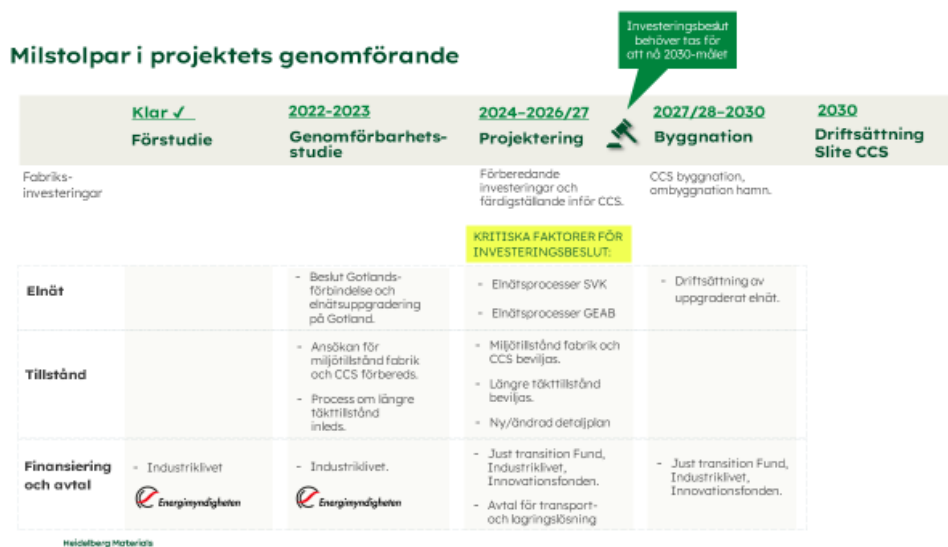 Investeringsbeslut
behöver tas för
att nå 2030-målet
Milstolpar i projektets genomförande
Klar ✓
Förstudie
2022-2023
Genomförbarhets-
studie
2024–2026/27
Projektering
2027/28–2030
Byggnation
2030
Driftsättning
Slite CCS
Fabriks-
investeringar
Förberedande
investeringar och
färdigställande inför CCS.
CCS byggnation,
ombyggnation hamn.
KRITISKA FAKTORER FÖR
INVESTERINGSBESLUT:
Elnät
- Beslut Gotlands-
förbindelse och
elnätsuppgradering
på Gotland.
- Elnätsprocesser SVK
- Elnätsprocesser GEAB
- Driftsättning av
uppgraderat elnät.
Tillstånd
- Ansökan för
miljötillstånd fabrik
och CCS förbereds.
- Process om längre
täkttillstånd
inleds.
- Miljötillstånd fabrik och
CCS beviljas.
- Längre täkttillstånd
beviljas.
- Ny/ändrad detaljplan
Finansiering
och avtal
- Industriklivet
Energimyndigheten
- Industriklivet.
Energimyndigheten
- Just transition Fund,
Industriklivet,
Innovationsfonden.
- Avtal för transport-
och lagringslösning
- Just transition Fund,
Industriklivet,
Innovationsfonden.
Heidelberg Materials